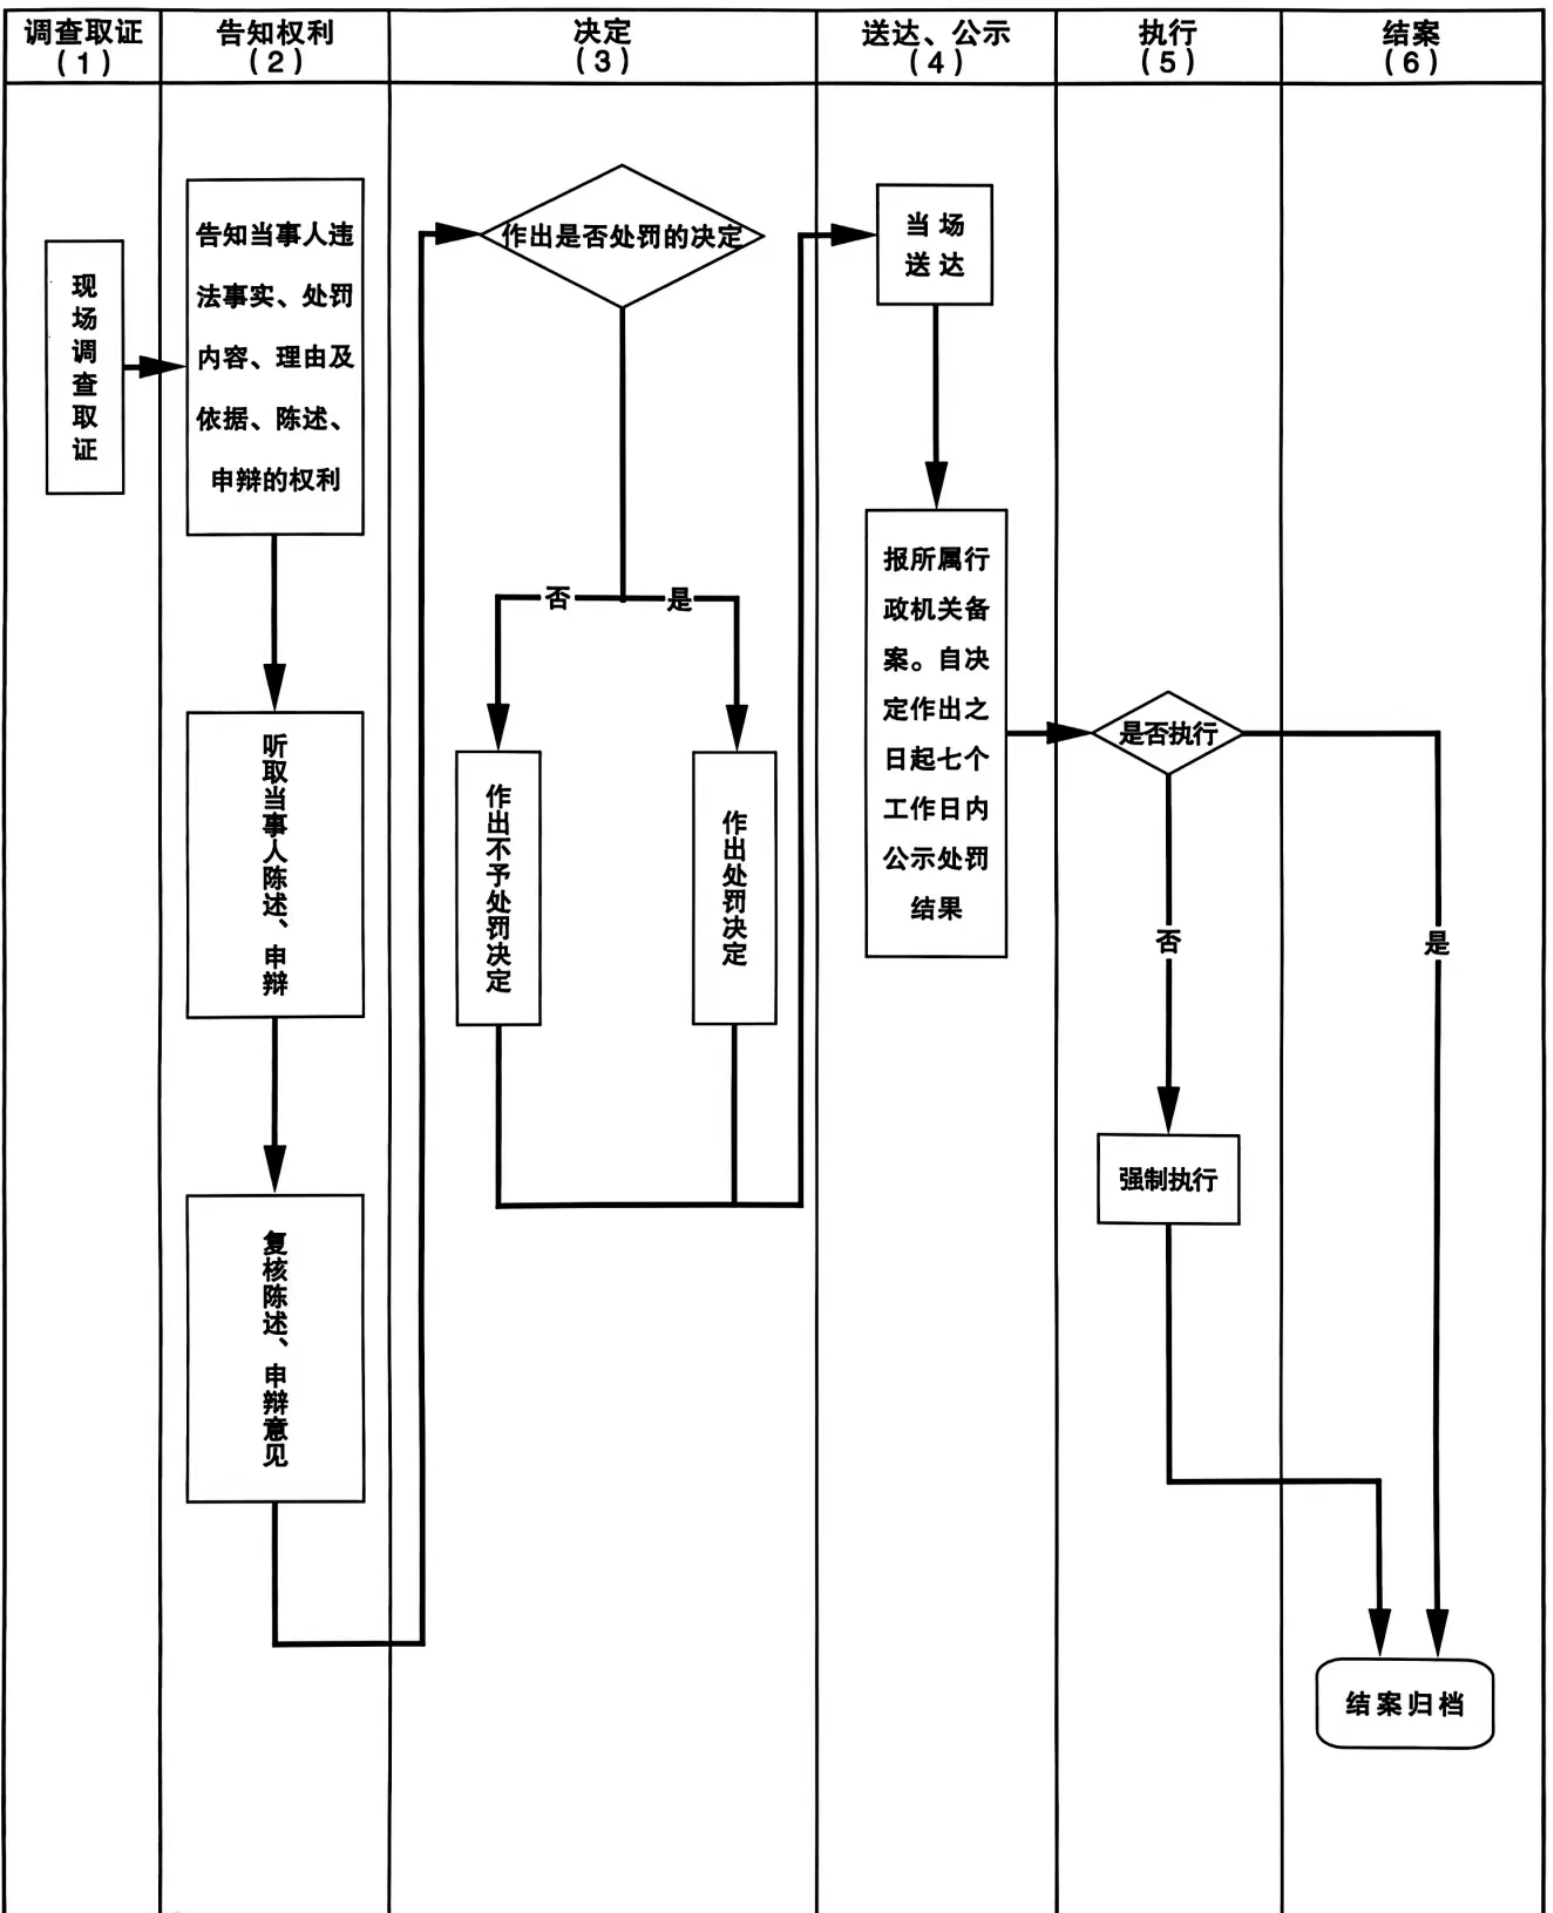 调查取证
(1)
告知权利
(2)
决定
(3)
送达、公示
(4)
执行
(5)
结案
(6)
现场调查取证
告知当事人违
法事实、处罚
内容、理由及
依据、陈述、
申辩的权利
听取当事人陈述、申辩
复核陈述、申辩意见
作出是否处罚的决定
否
是
作出不予处罚决定
作出处罚决定
当场
送达
报所属行
政机关备
案。自决
定作出之
日起七个
工作日内
公示处罚
结果
是否执行
否
是
强制执行
结案归档